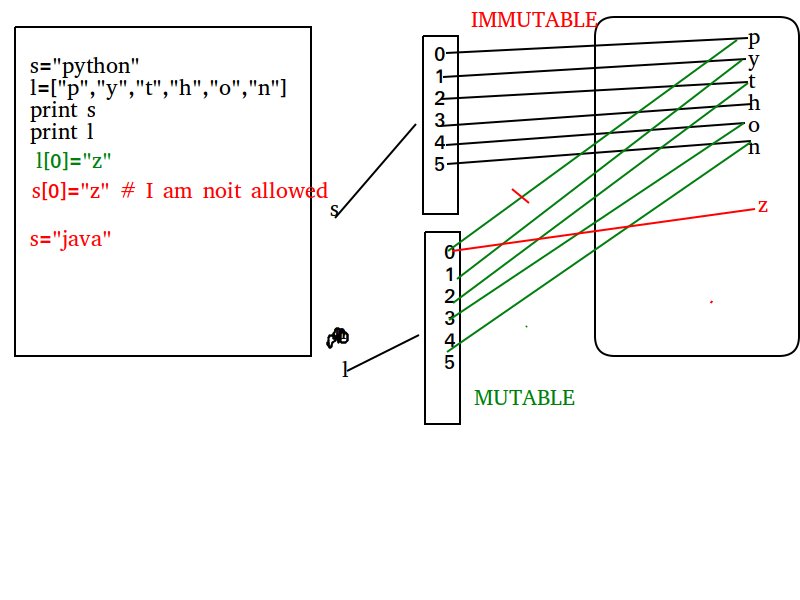 IMMUTABLE
s="python"
l=["p","y","t","h","o","n"]
print s
print l
l[0]="z"
s[0]="z" # I am noit allowed
s="java"
s
l
0
1
2
3
4
5
0
1
2
3
4
5
MUTABLE
p
y
t
h
o
n
z